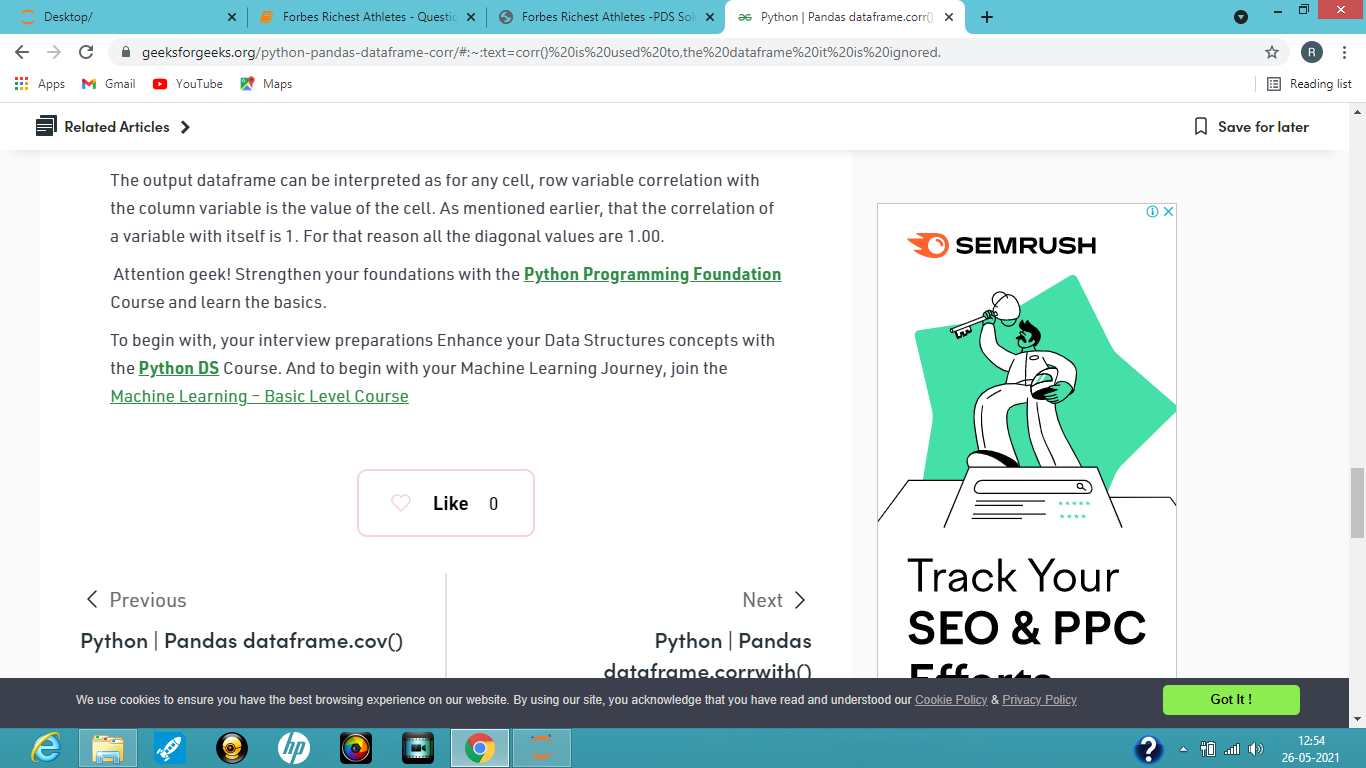 Desktop/
Forbes Richest Athletes - Questic
Forbes Richest Athletes -PDS Sol
Python | Pandas dataframe.corr()
geeksforgeeks.org/python-pandas-dataframe-corr/#:~:text=corr()%20is%20used%20to,the%20dataframe%20it%20is%20ignored.
R
Apps
Gmail
YouTube
Maps
Reading list
Related Articles
Save for later
The output dataframe can be interpreted as for any cell, row variable correlation with
the column variable is the value of the cell. As mentioned earlier, that the correlation of
a variable with itself is 1. For that reason all the diagonal values are 1.00.
Attention geek! Strengthen your foundations with the Python Programming Foundation
Course and learn the basics.
To begin with, your interview preparations Enhance your Data Structures concepts with
the Python DS Course. And to begin with your Machine Learning Journey, join the
Machine Learning – Basic Level Course
Like 0
Previous
Next
Python | Pandas dataframe.cov()
Python | Pandas
dataframe.corrwith()
SEMRUSH
Track Your
SEO & PPC
Efforts
We use cookies to ensure you have the best browsing experience on our website. By using our site, you acknowledge that you have read and understood our Cookie Policy & Privacy Policy
Got It !
hp
12:54
26-05-2021